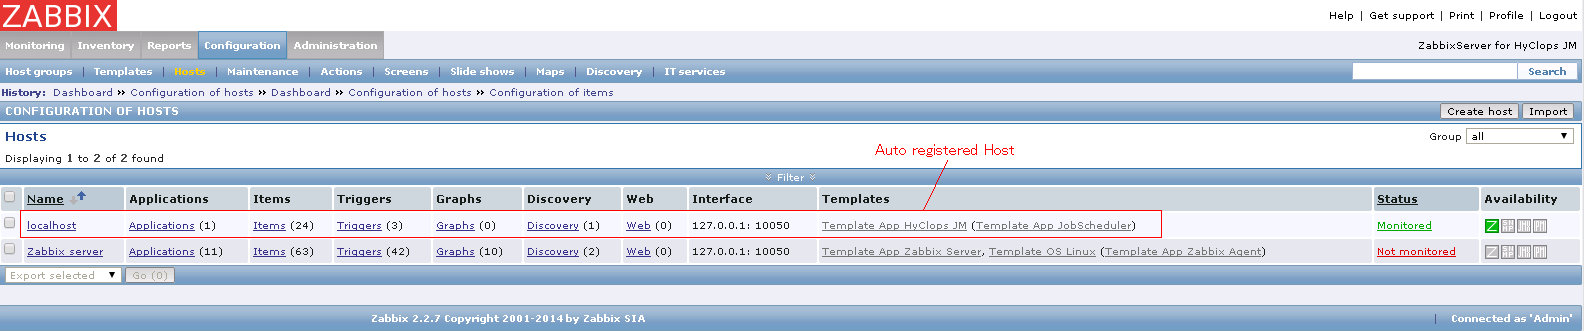 ZABBIX
Help | Get support | Print | Profile | Logout
Monitoring Inventory Reports Configuration Administration
ZabbixServer for HyClops JM
Host groups | Templates | Hosts | Maintenance | Actions | Screens | Slide shows | Maps | Discovery | IT services
Search
History: Dashboard » Configuration of hosts » Dashboard » Configuration of hosts » Configuration of items
CONFIGURATION OF HOSTS
Create host Import
Hosts
Group all
Displaying 1 to 2 of 2 found
Auto registered Host
Filter
Name Applications Items Triggers Graphs Discovery Web Interface Templates Status Availability
localhost Applications (1) Items (24) Triggers (3) Graphs (0) Discovery (1) Web (0) 127.0.0.1: 10050 Template App HyClops JM (Template App JobScheduler) Monitored Z
Zabbix server Applications (11) Items (63) Triggers (42) Graphs (10) Discovery (2) Web (0) 127.0.0.1: 10050 Template App Zabbix Server, Template OS Linux (Template App Zabbix Agent) Not monitored Z
Export selected Go (0)
Zabbix 2.2.7 Copyright 2001-2014 by Zabbix SIA
| Connected as 'Admin'